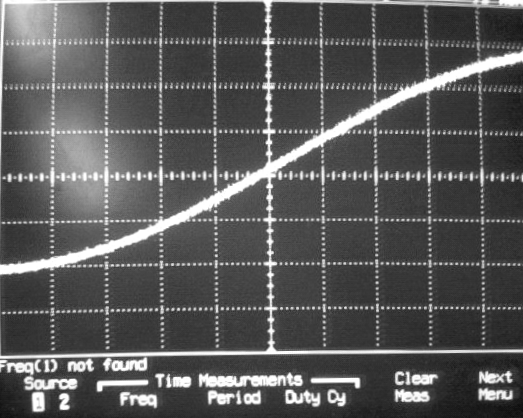 Freq(1) not found
Source Time Measurements Clear Next
1 2 Freq Period Duty Cy Meas Menu